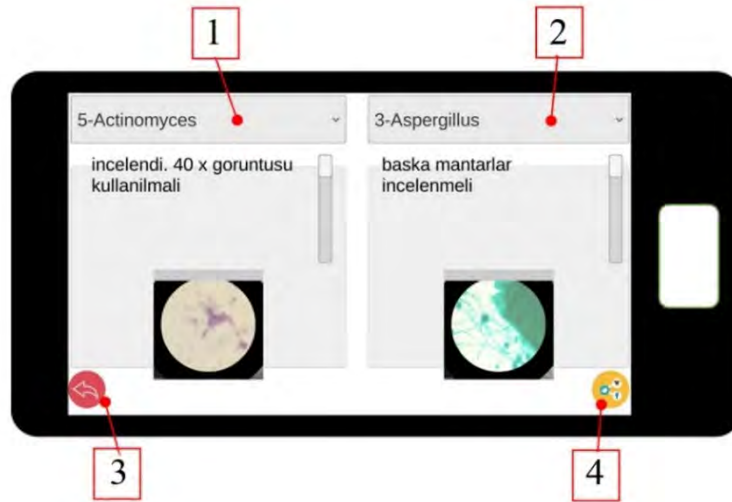 1
2
5-Actinomyces
3-Aspergillus
incelendi. 40 x goruntusu
kullanilmali
baska mantarlar
incelenmeli
3
4